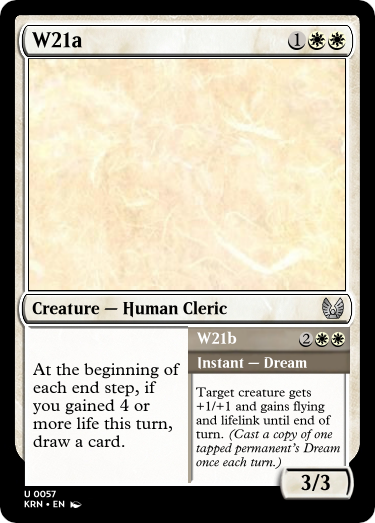 W21a 1
Creature — Human Cleric
At the beginning of
each end step, if
you gained 4 or
more life this turn,
draw a card.
W21b 2
Instant — Dream
Target creature gets
+1/+1 and gains flying
and lifelink until end of
turn. (Cast a copy of one
tapped permanent's Dream
once each turn.)
3/3
U 0057
KRN • EN